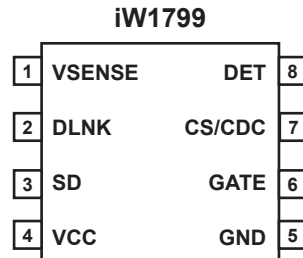 iW1799
1 VSENSE DET 8
2 DLNK CS/CDC 7
3 SD GATE 6
4 VCC GND 5